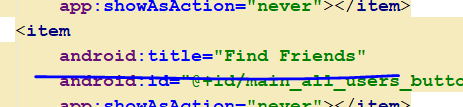 app:showAsAction="never"></item>
<item
android:title="Find Friends"
android:id="@+id/main_all_users_butto
app:showAsAction="never"></item>